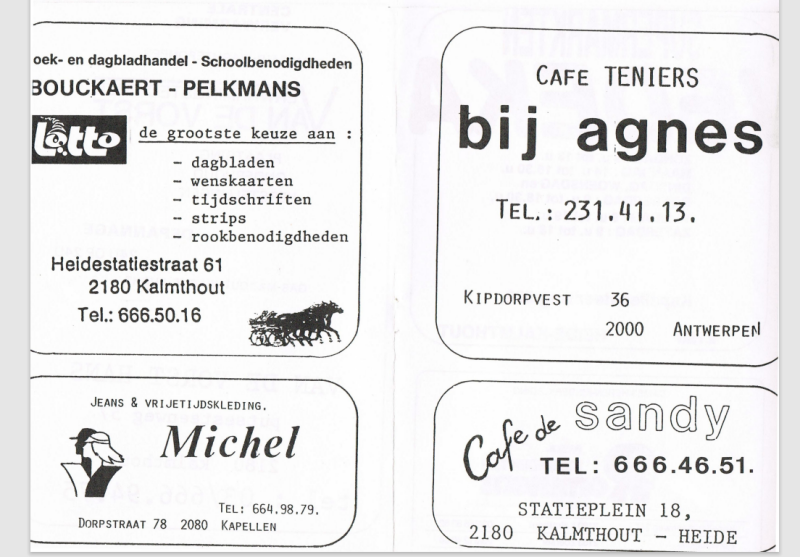 oek- en dagbladhandel - Schoolbenodigdheden
BOUCKAERT - PELKMANS
Lotto
de grootste keuze aan :
- dagbladen
- wenskaarten
- tijdschriften
- strips
- rookbenodigdheden
Heidestatiestraat 61
2180 Kalmthout
Tel.: 666.50.16
JEANS & VRIJETIJDSKLEDING.
Michel
TEL: 664.98.79.
DORPSTRAAT 78 2080 KAPELLEN
CAFE TENIERS
bij agnes
TEL.: 231.41.13.
KIPDORPVEST 36
2000 ANTWERPEN
Cafe de sandy
TEL: 666.46.51.
STATIEPLEIN 18,
2180 KALMTHOUT - HEIDE